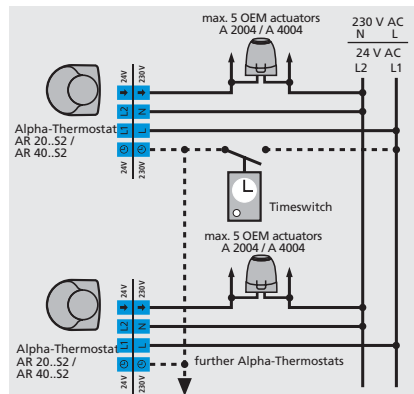 max. 5 OEM actuators
A 2004 / A 4004
230 V AC
N L
24 V AC
L2 L1
24V 230V
L2 N
L1 L
24V 230V
Alpha-Thermostat
AR 20..S2 /
AR 40..S2
Timeswitch
max. 5 OEM actuators
A 2004 / A 4004
24V 230V
L2 N
L1 L
24V 230V
Alpha-Thermostat
AR 20..S2 /
AR 40..S2
further Alpha-Thermostats